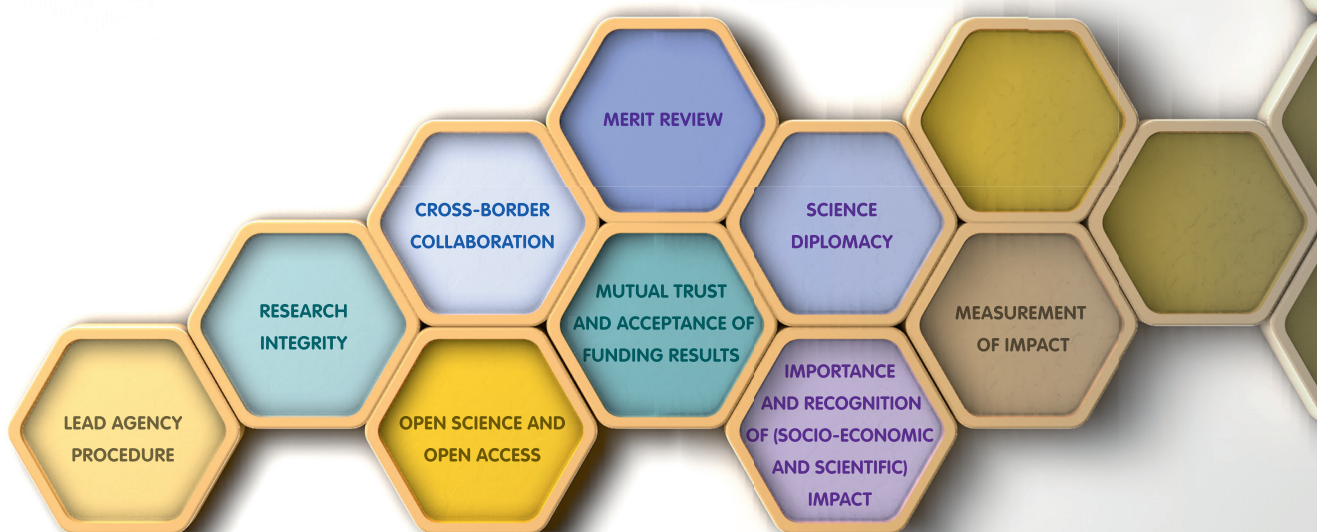 MERIT REVIEW
CROSS-BORDER
COLLABORATION
SCIENCE
DIPLOMACY
RESEARCH
INTEGRITY
MUTUAL TRUST
AND ACCEPTANCE OF
FUNDING RESULTS
MEASUREMENT
OF IMPACT
LEAD AGENCY
PROCEDURE
OPEN SCIENCE AND
OPEN ACCESS
IMPORTANCE
AND RECOGNITION
OF (SOCIO-ECONOMIC
AND SCIENTIFIC)
IMPACT